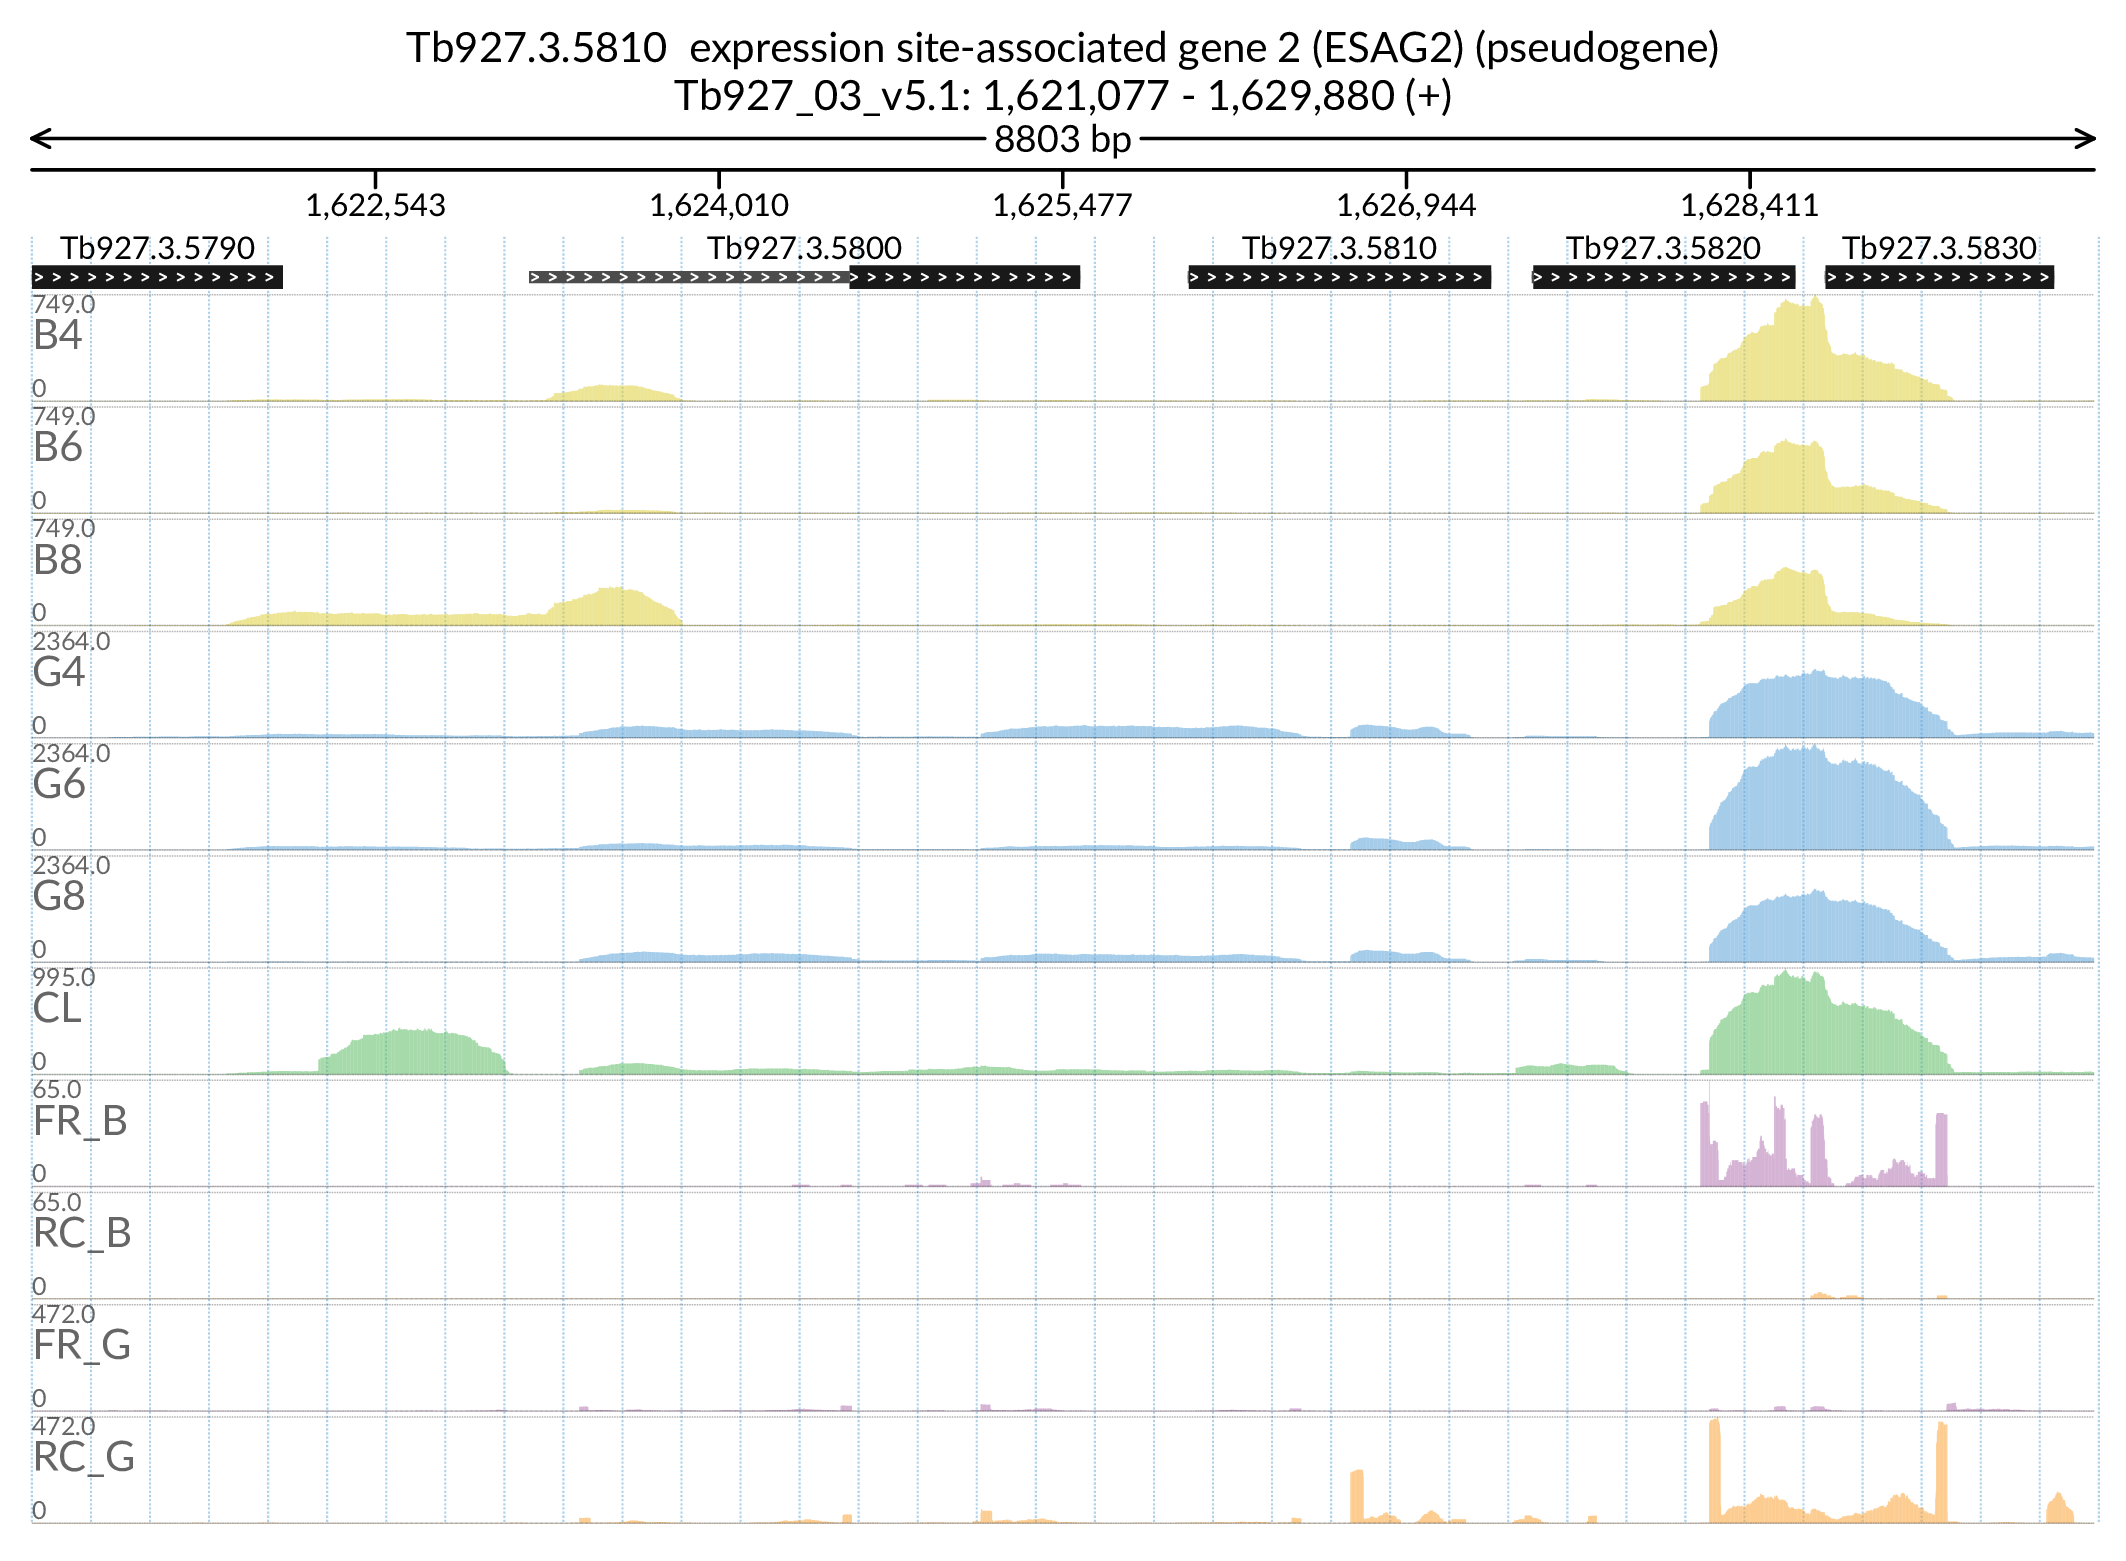 Tb927.3.5810  expression site-associated gene 2 (ESAG2) (pseudogene)
Tb927_03_v5.1: 1,621,077 - 1,629,880 (+)
8803 bp
1,622,543 1,624,010 1,625,477 1,626,944 1,628,411
Tb927.3.5790 Tb927.3.5800 Tb927.3.5810 Tb927.3.5820 Tb927.3.5830
749.0
B4
0
749.0
B6
0
749.0
B8
0
2364.0
G4
0
2364.0
G6
0
2364.0
G8
0
995.0
CL
0
65.0
FR_B
0
65.0
RC_B
0
472.0
FR_G
0
472.0
RC_G
0